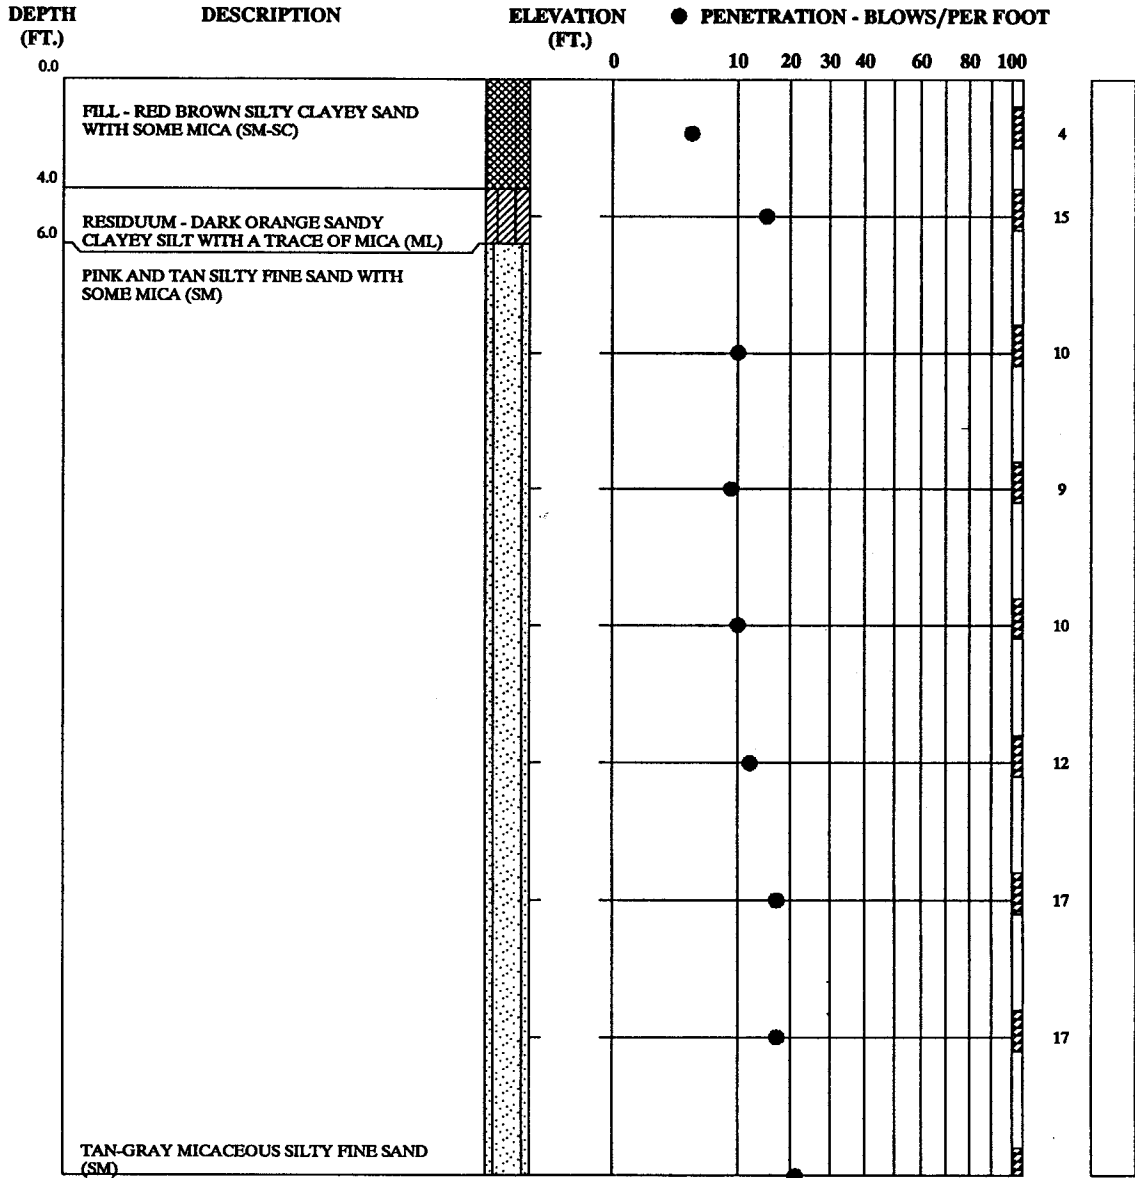 DEPTH
(FT.)
DESCRIPTION
ELEVATION
(FT.)
● PENETRATION - BLOWS/PER FOOT
0 10 20 30 40 60 80 100
0.0
FILL - RED BROWN SILTY CLAYEY SAND
WITH SOME MICA (SM-SC)
4
4.0
RESIDUUM - DARK ORANGE SANDY
CLAYEY SILT WITH A TRACE OF MICA (ML)
15
6.0
PINK AND TAN SILTY FINE SAND WITH
SOME MICA (SM)
10
9
10
12
17
17
TAN-GRAY MICACEOUS SILTY FINE SAND
(SM)